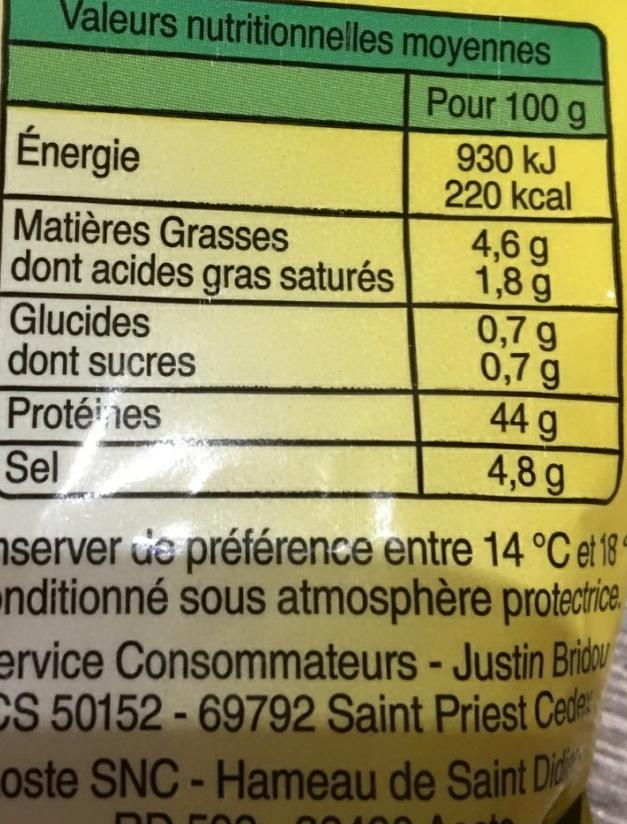 Valeurs nutritionnelles moyennes
Pour 100 g
Énergie 930 kJ
220 kcal
Matières Grasses 4,6 g
dont acides gras saturés 1,8 g
Glucides 0,7 g
dont sucres 0,7 g
Protéines 44 g
Sel 4,8 g
nserver de préférence entre 14 °C et 18 °
onditionné sous atmosphère protectrice.
ervice Consommateurs - Justin Bridou
CS 50152 - 69792 Saint Priest Cedex
oste SNC - Hameau de Saint